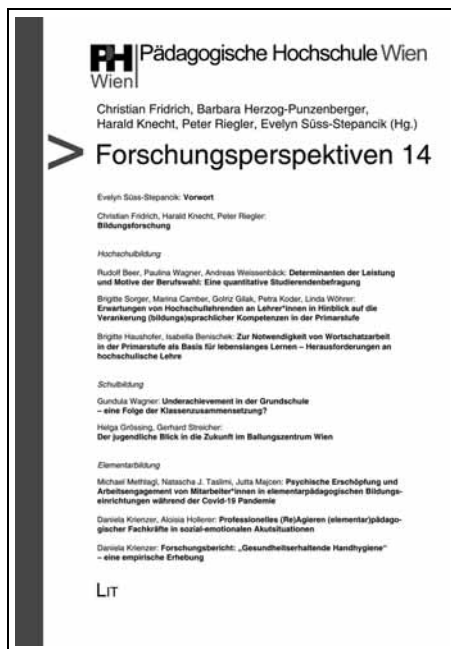 PH Pädagogische Hochschule Wien
Wien
Christian Fridrich, Barbara Herzog-Punzenberger,
Harald Knecht, Peter Riegler, Evelyn Süss-Stepancik (Hg.)
> Forschungsperspektiven 14
Evelyn Süss-Stepancik: Vorwort
Christian Fridrich, Harald Knecht, Peter Riegler:
Bildungsforschung
Hochschulbildung
Rudolf Beer, Paulina Wagner, Andreas Weissenbäck: Determinanten der Leistung
und Motive der Berufswahl: Eine quantitative Studierendenbefragung
Brigitte Sorger, Marina Camber, Golriz Gilak, Petra Koder, Linda Wöhrer:
Erwartungen von Hochschullehrenden an Lehrer*innen in Hinblick auf die
Verankerung (bildungs)sprachlicher Kompetenzen in der Primarstufe
Brigitte Haushofer, Isabella Benischek: Zur Notwendigkeit von Wortschatzarbeit
in der Primarstufe als Basis für lebenslanges Lernen – Herausforderungen an
hochschulische Lehre
Schulbildung
Gundula Wagner: Underachievement in der Grundschule
– eine Folge der Klassenzusammensetzung?
Helga Grössing, Gerhard Streicher:
Der jugendliche Blick in die Zukunft im Ballungszentrum Wien
Elementarbildung
Michael Methlagl, Natascha J. Taslimi, Jutta Majcen: Psychische Erschöpfung und
Arbeitsengagement von Mitarbeiter*innen in elementarpädagogischen Bildungs-
einrichtungen während der Covid-19 Pandemie
Daniela Krienzer, Aloisia Hollerer: Professionelles (Re)Agieren (elementar)pädago-
gischer Fachkräfte in sozial-emotionalen Akutsituationen
Daniela Krienzer: Forschungsbericht: „Gesundheitserhaltende Handhygiene“
– eine empirische Erhebung
LIT